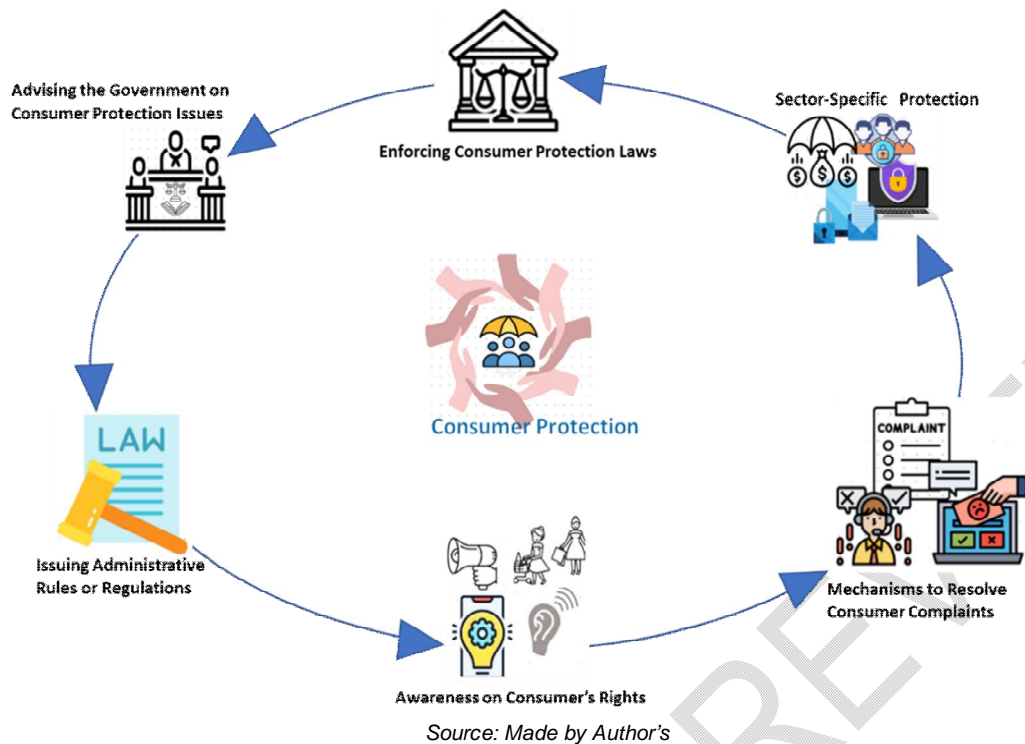 Advising the Government on
Consumer Protection Issues
Enforcing Consumer Protection Laws
Sector-Specific Protection
Consumer Protection
LAW
Issuing Administrative
Rules or Regulations
COMPLAINT
Mechanisms to Resolve
Consumer Complaints
Awareness on Consumer's Rights
Source: Made by Author's